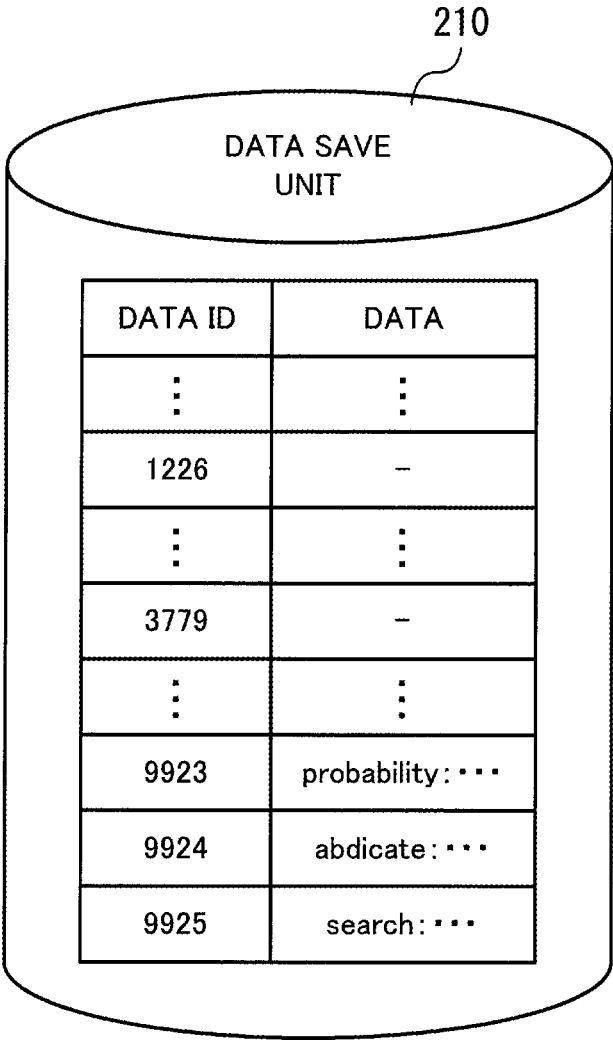 210
DATA SAVE
UNIT
DATA ID DATA
⋮ ⋮
1226 –
⋮ ⋮
3779 –
⋮ ⋮
9923 probability: ･･･
9924 abdicate: ･･･
9925 search: ･･･